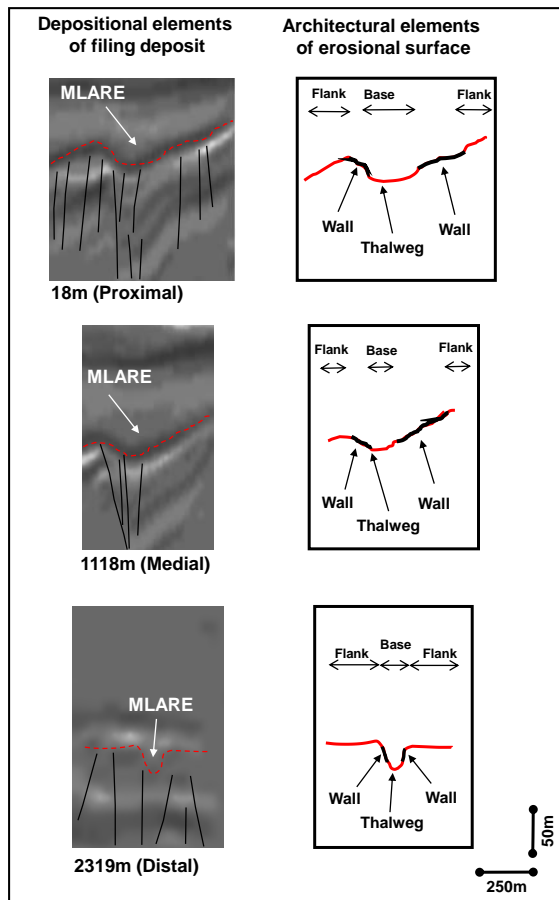 Depositional elements
of filing deposit
Architectural elements
of erosional surface
MLARE
18m (Proximal)
Flank
Base
Flank
Wall
Wall
Thalweg
MLARE
1118m (Medial)
Flank
Base
Flank
Wall
Wall
Thalweg
MLARE
2319m (Distal)
Base
Flank
Flank
Wall
Wall
Thalweg
50m
250m